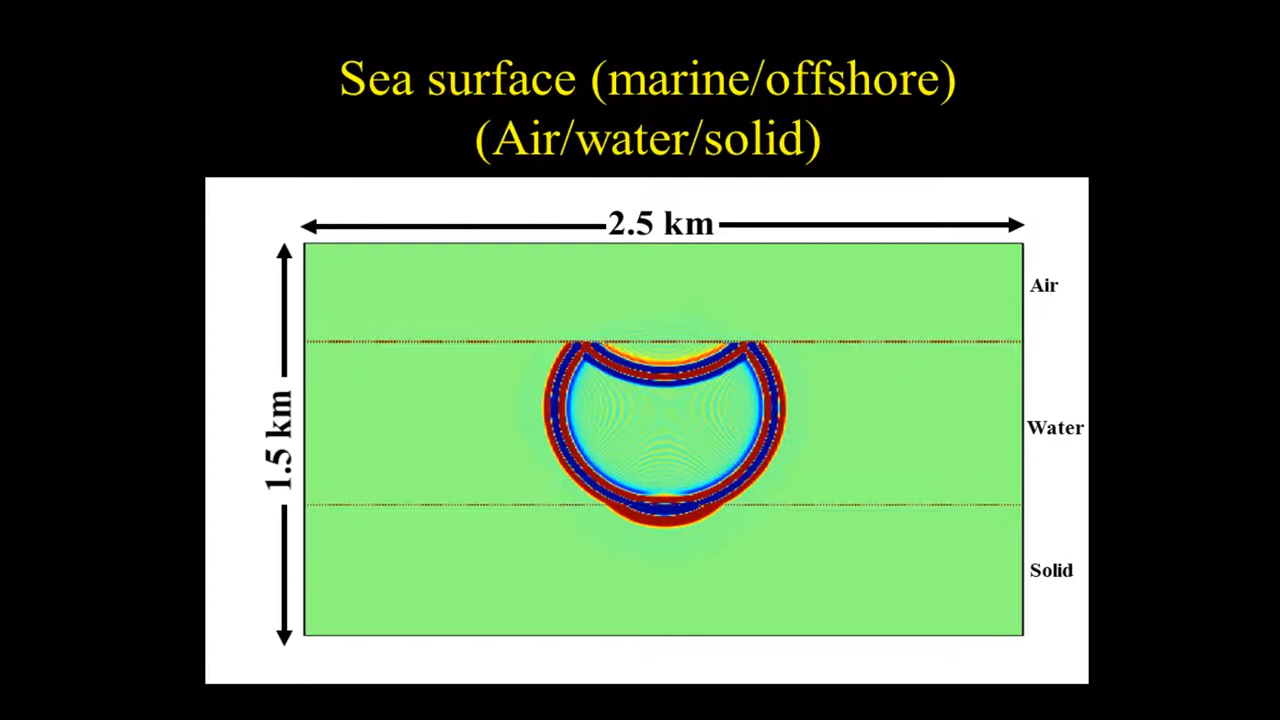 Sea surface (marine/offshore)
(Air/water/solid)
2.5 km
Air
1.5 km
Water
Solid